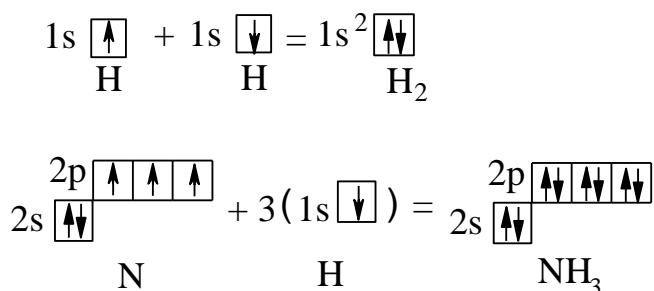 1s ↑ + 1s ↓ = 1s² ↑↓
H H H₂
2p ↑ ↑ ↑ 2p ↑↓ ↑↓ ↑↓
2s ↑↓ + 3(1s ↓) = 2s ↑↓
N H NH₃